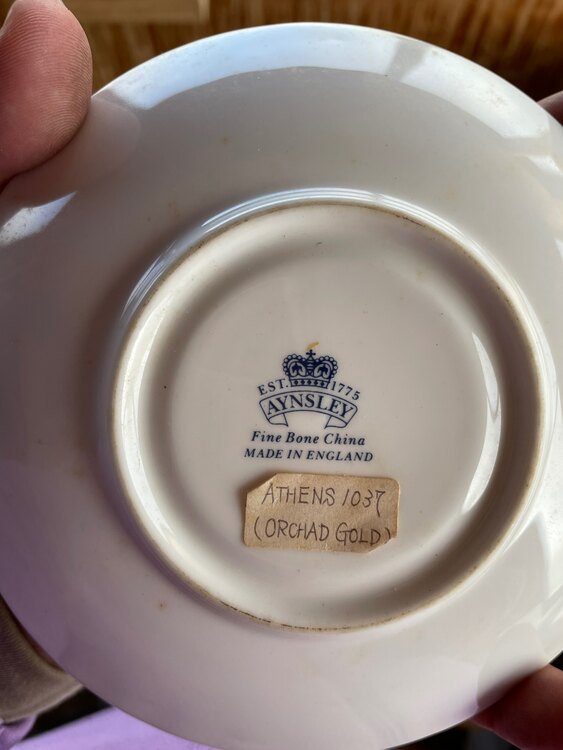 EST. 1775
AYNSLEY
Fine Bone China
MADE IN ENGLAND
ATHENS 1037
(ORCHAD GOLD)